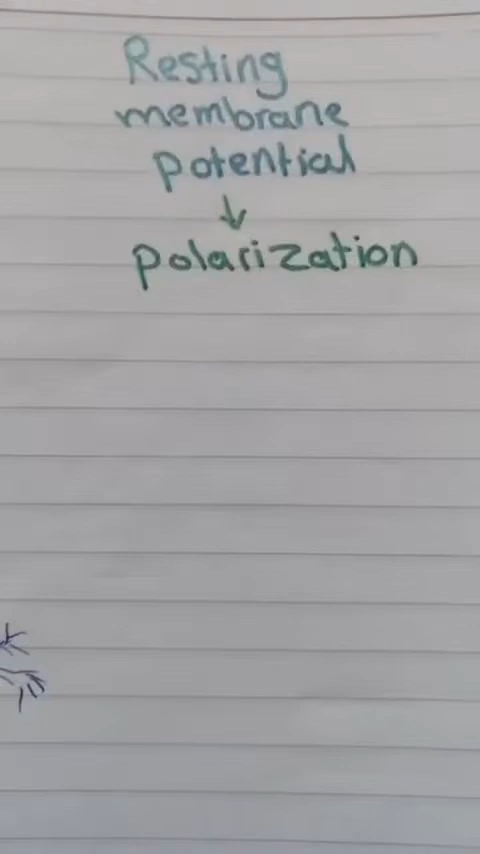 Resting
membrane
potential
↓
polarization